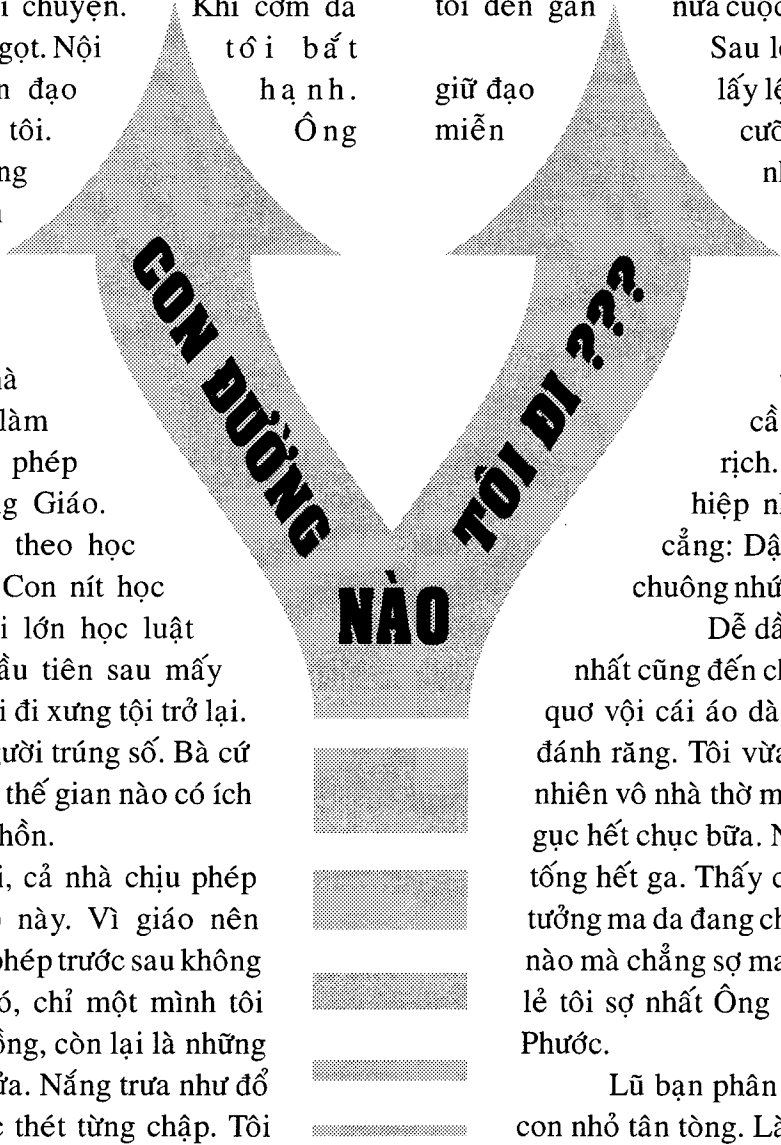 i chuyện.
gọt. Nội
n đạo
tôi.
ng
là
làm
phép
g Giáo.
theo học
Con nít học
i lớn học luật
ầu tiên sau mấy
i đi xưng tội trở lại.
gười trúng số. Bà cứ
thế gian nào có ích
hồn.
i, cả nhà chịu phép
này. Vì giáo nên
phép trước sau không
ó, chỉ một mình tôi
ồng, còn lại là những
ửa. Nắng trưa như đổ
thét từng chập. Tôi
Khi cơm đã
tôi bất
hạnh.
Ông
tôi đến gần
giữ đạo
miễn
CON ĐƯỜNG
NÀO
TÔI ĐI ???
nửa cuộc
Sau l
lấy lệ
cưỡ
nh
cầ
rịch.
hiệp n
cẳng: Dậ
chuông nhứ
Dễ dầ
nhất cũng đến c
quơ vội cái áo dà
đánh răng. Tôi vừa
nhiên vô nhà thờ m
gục hết chục bữa. N
tống hết ga. Thấy
tưởng ma da đang ch
nào mà chẳng sợ ma
lẻ tôi sợ nhất Ông
Phước.
Lũ bạn phân
con nhỏ tân tòng. Là